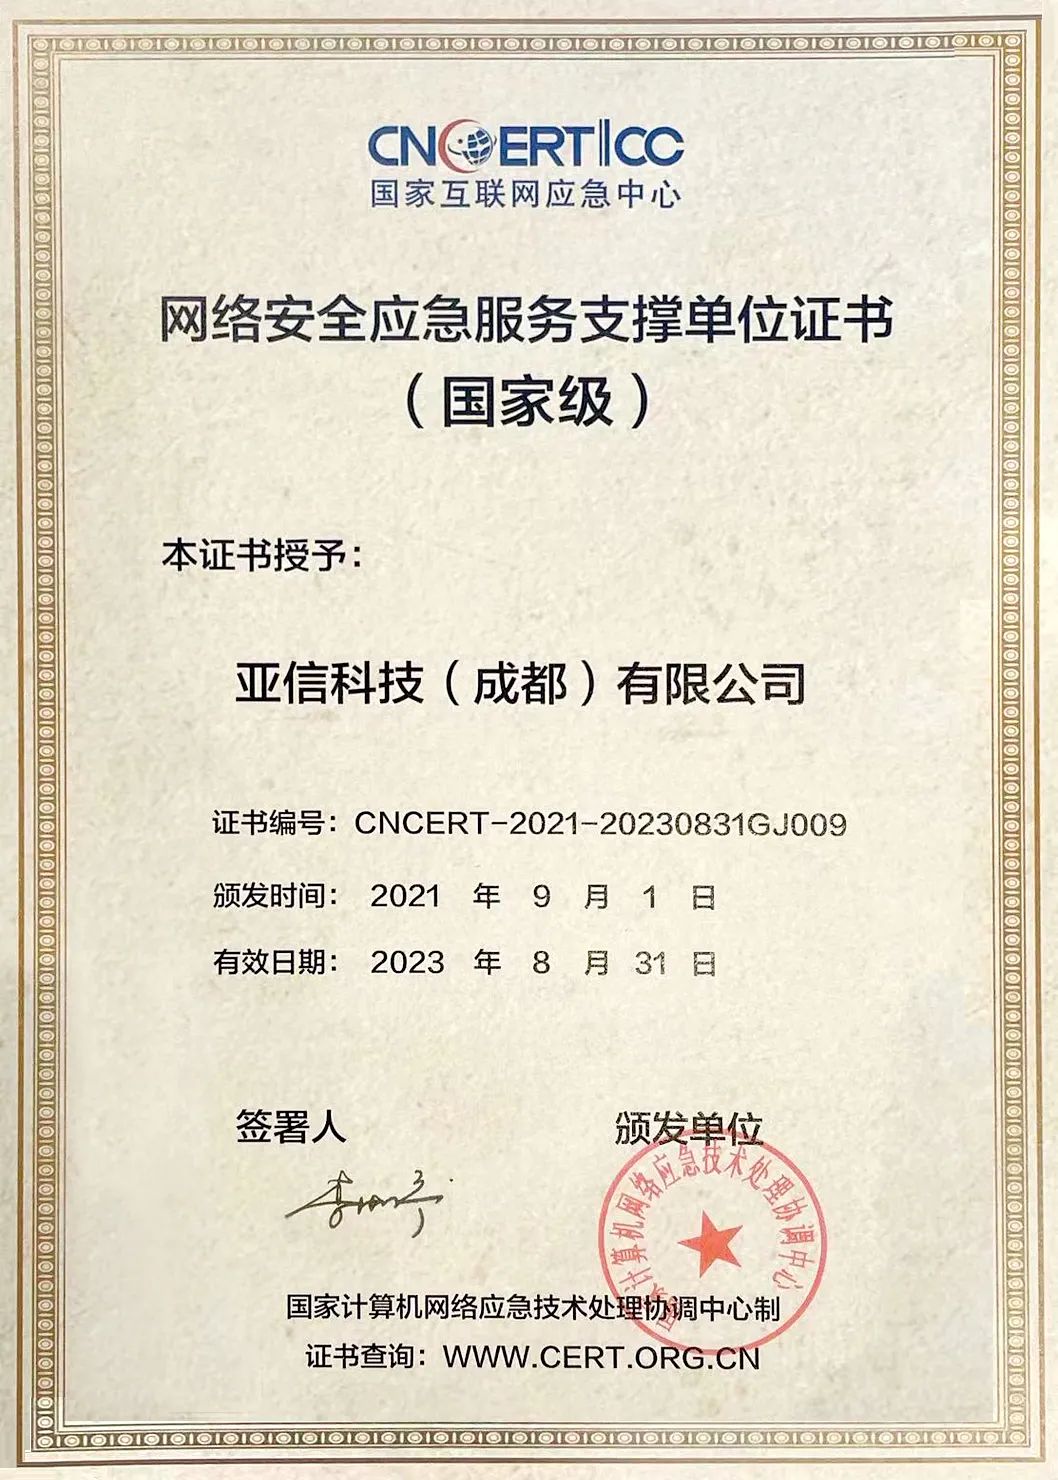 CNCERT/CC
国家互联网应急中心
网络安全应急服务支撑单位证书
（国家级）
本证书授予：
亚信科技（成都）有限公司
证书编号：CNCERT-2021-20230831GJ009
颁发时间： 2021 年 9 月 1 日
有效日期： 2023 年 8 月 31 日
签署人
颁发单位
国家计算机网络应急技术处理协调中心
国家计算机网络应急技术处理协调中心制
证书查询：WWW.CERT.ORG.CN